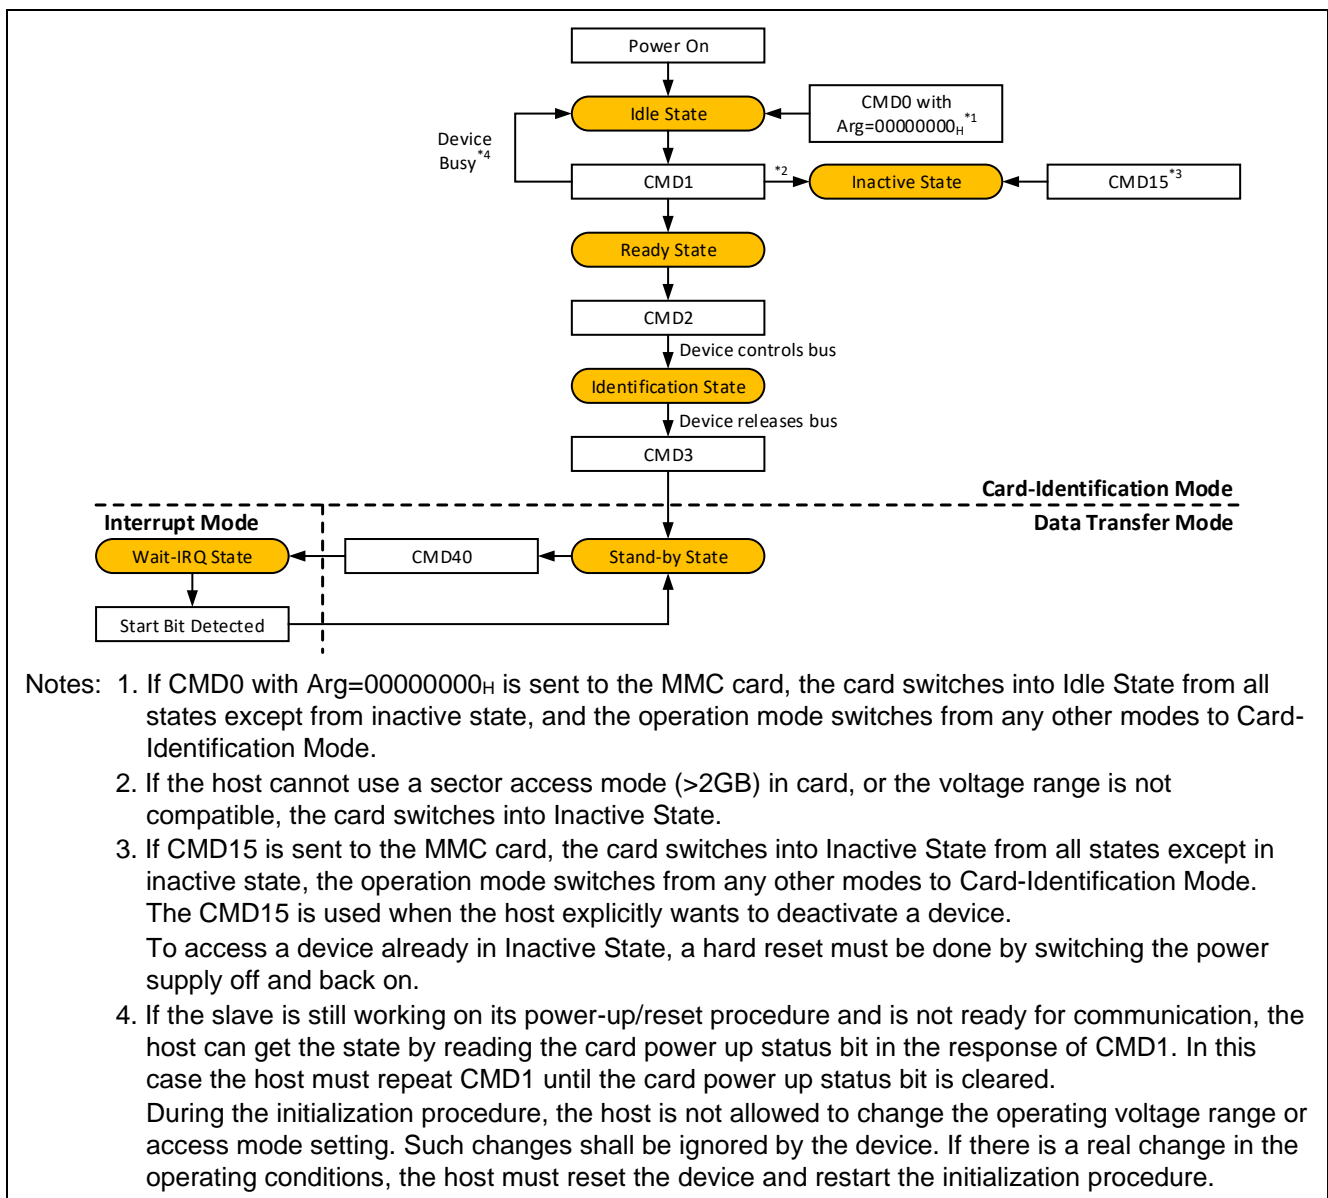 Power On
Idle State
CMD0 with
Arg=00000000H*1
Device
Busy*4
CMD1
*2
Inactive State
CMD15*3
Ready State
CMD2
Device controls bus
Identification State
Device releases bus
CMD3
Card-Identification Mode
Interrupt Mode
Data Transfer Mode
Wait-IRQ State
CMD40
Stand-by State
Start Bit Detected
Notes: 1. If CMD0 with Arg=00000000H is sent to the MMC card, the card switches into Idle State from all
states except from inactive state, and the operation mode switches from any other modes to Card-
Identification Mode.
2. If the host cannot use a sector access mode (>2GB) in card, or the voltage range is not
compatible, the card switches into Inactive State.
3. If CMD15 is sent to the MMC card, the card switches into Inactive State from all states except in
inactive state, the operation mode switches from any other modes to Card-Identification Mode.
The CMD15 is used when the host explicitly wants to deactivate a device.
To access a device already in Inactive State, a hard reset must be done by switching the power
supply off and back on.
4. If the slave is still working on its power-up/reset procedure and is not ready for communication, the
host can get the state by reading the card power up status bit in the response of CMD1. In this
case the host must repeat CMD1 until the card power up status bit is cleared.
During the initialization procedure, the host is not allowed to change the operating voltage range or
access mode setting. Such changes shall be ignored by the device. If there is a real change in the
operating conditions, the host must reset the device and restart the initialization procedure.